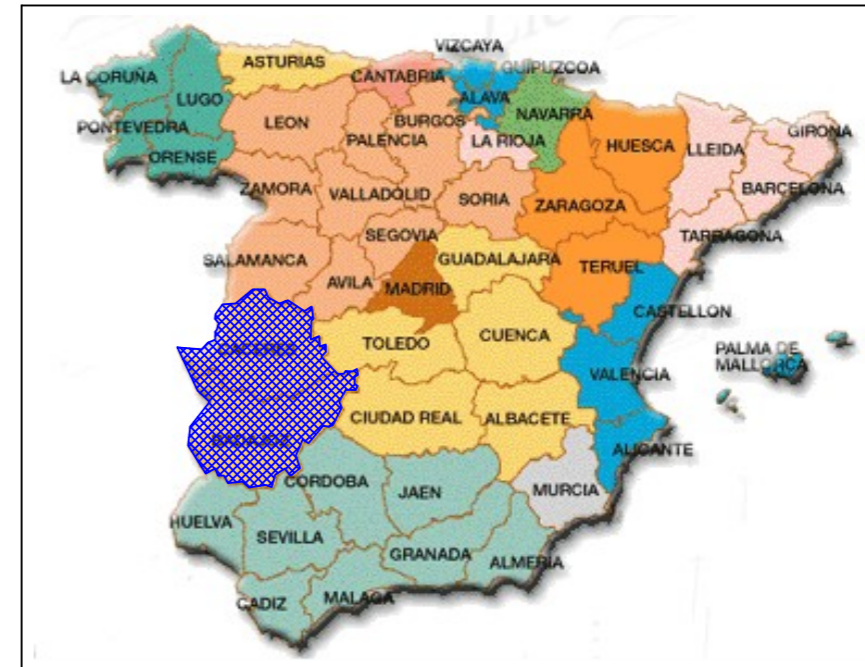 VIZCAYA
ASTURIAS
GUIPUZCOA
LA CORUÑA
CANTABRIA
LUGO
ALAVA
NAVARRA
LEON
BURGOS
PONTEVEDRA
PALENCIA
LA RIOJA
HUESCA
LLEIDA
GIRONA
ORENSE
ZAMORA
VALLADOLID
SORIA
ZARAGOZA
BARCELONA
SEGOVIA
TARRAGONA
SALAMANCA
GUADALAJARA
TERUEL
AVILA
MADRID
CASTELLON
CACERES
TOLEDO
CUENCA
PALMA DE
MALLORCA
VALENCIA
CIUDAD REAL
ALBACETE
BADAJOZ
ALICANTE
CORDOBA
JAEN
MURCIA
HUELVA
SEVILLA
GRANADA
ALMERIA
CADIZ
MALAGA